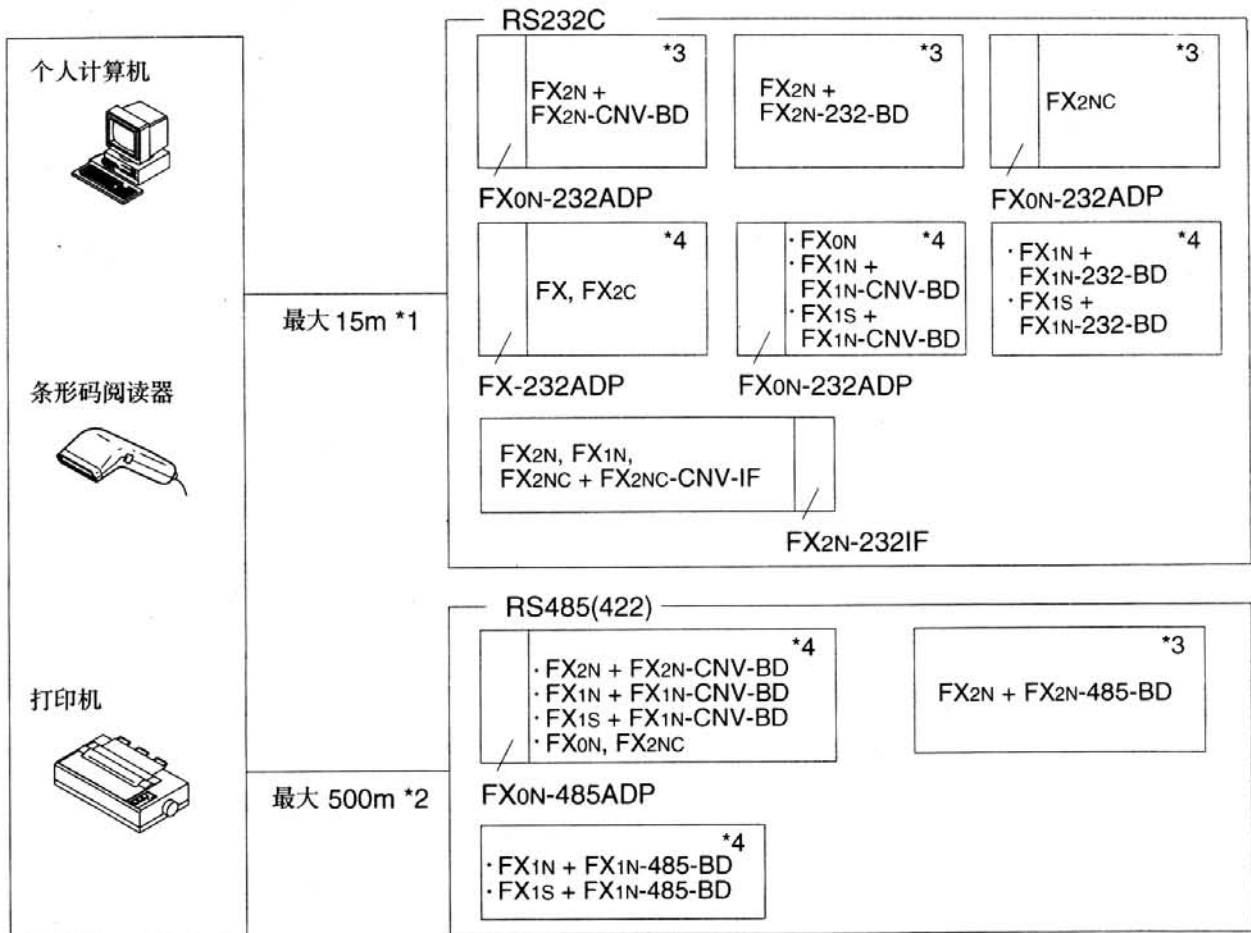 个人计算机
条形码阅读器
打印机
最大 15m *1
最大 500m *2
RS232C
*3
FX2N +
FX2N-CNV-BD
FX0N-232ADP
*3
FX2N +
FX2N-232-BD
*3
FX2NC
FX0N-232ADP
*4
FX, FX2C
FX-232ADP
*4
·FX0N
·FX1N +
FX1N-CNV-BD
·FX1S +
FX1N-CNV-BD
FX0N-232ADP
*4
·FX1N +
FX1N-232-BD
·FX1S +
FX1N-232-BD
FX2N, FX1N,
FX2NC + FX2NC-CNV-IF
FX2N-232IF
RS485(422)
*4
·FX2N + FX2N-CNV-BD
·FX1N + FX1N-CNV-BD
·FX1S + FX1N-CNV-BD
·FX0N, FX2NC
FX0N-485ADP
*3
FX2N + FX2N-485-BD
*4
·FX1N + FX1N-485-BD
·FX1S + FX1N-485-BD